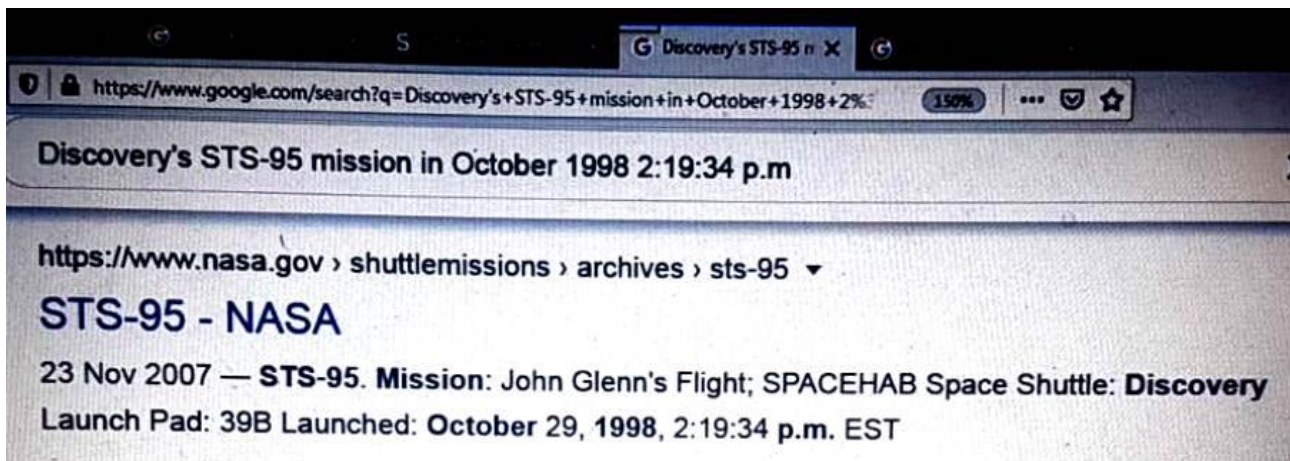 Discovery's STS-95 n
https://www.google.com/search?q=Discovery's+STS-95+mission+in+October+1998+2%3
150%
Discovery's STS-95 mission in October 1998 2:19:34 p.m
https://www.nasa.gov › shuttlemissions › archives › sts-95
STS-95 - NASA
23 Nov 2007 — STS-95. Mission: John Glenn's Flight; SPACEHAB Space Shuttle: Discovery
Launch Pad: 39B Launched: October 29, 1998, 2:19:34 p.m. EST